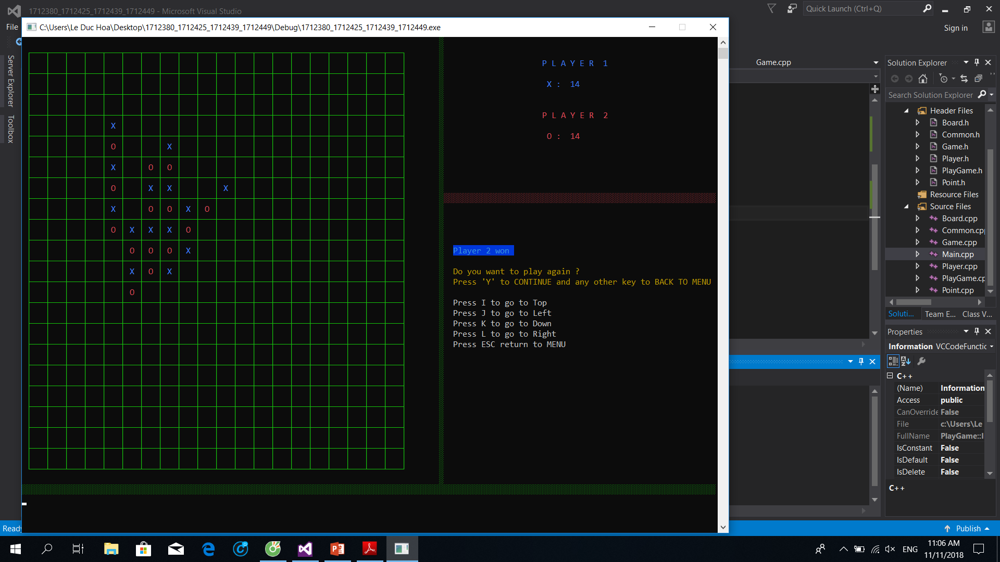 1712380_1712425_1712439_1712449 - Microsoft Visual Studio
Quick Launch (Ctrl+Q)
File
C:\Users\Le Duc Hoa\Desktop\1712380_1712425_1712439_1712449\Debug\1712380_1712425_1712439_1712449.exe
Sign in
Server Explorer
Toolbox
X
O X
X O O
O X X X
X O O X O
O X X X O
O O O X
X O X
O
P L A Y E R 1
X : 14
P L A Y E R 2
O : 14
Player 2 won
Do you want to play again ?
Press 'Y' to CONTINUE and any other key to BACK TO MENU
Press I to go to Top
Press J to go to Left
Press K to go to Down
Press L to go to Right
Press ESC return to MENU
Game.cpp
Solution Explorer
Search Solution Explorer
Header Files
Board.h
Common.h
Game.h
Player.h
PlayGame.h
Point.h
Resource Files
Source Files
Board.cpp
Common.cpp
Game.cpp
Main.cpp
Player.cpp
PlayGame.cp
Point.cpp
Soluti... Team E... Class V...
Properties
Information VCCodeFunctic
C++
(Name) Information
Access public
CanOverride False
File c:\Users\Le
FullName PlayGame::I
IsConstant False
IsDefault False
IsDelete False
C++
Ready
Publish
ENG
11:06 AM
11/11/2018